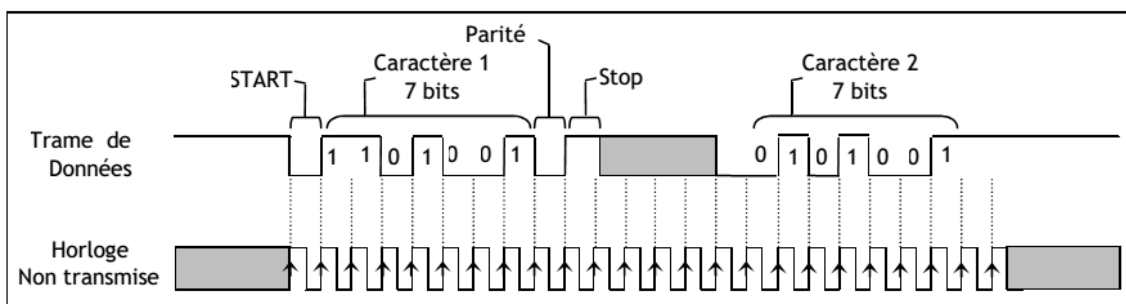 Parité
START
Caractère 1
7 bits
Stop
Caractère 2
7 bits
Trame de
Données
1 1 0 1 0 0 1
0 1 0 1 0 0 1
Horloge
Non transmise